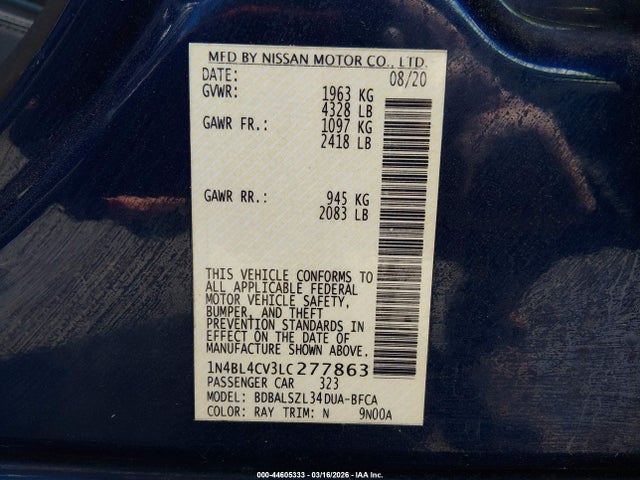 MFD BY NISSAN MOTOR CO., LTD.
DATE: 08/20
GVWR: 1963 KG
4328 LB
GAWR FR.: 1097 KG
2418 LB
GAWR RR.: 945 KG
2083 LB
THIS VEHICLE CONFORMS TO
ALL APPLICABLE FEDERAL
MOTOR VEHICLE SAFETY,
BUMPER, AND THEFT
PREVENTION STANDARDS IN
EFFECT ON THE DATE OF
MANUFACTURE SHOWN ABOVE.
1N4BL4CV3LC277863
PASSENGER CAR 323
MODEL: BDBALSZL34DUA-BFCA
COLOR: RAY TRIM: N 9N00A
000-44605333 - 03/16/2026 - IAA Inc.